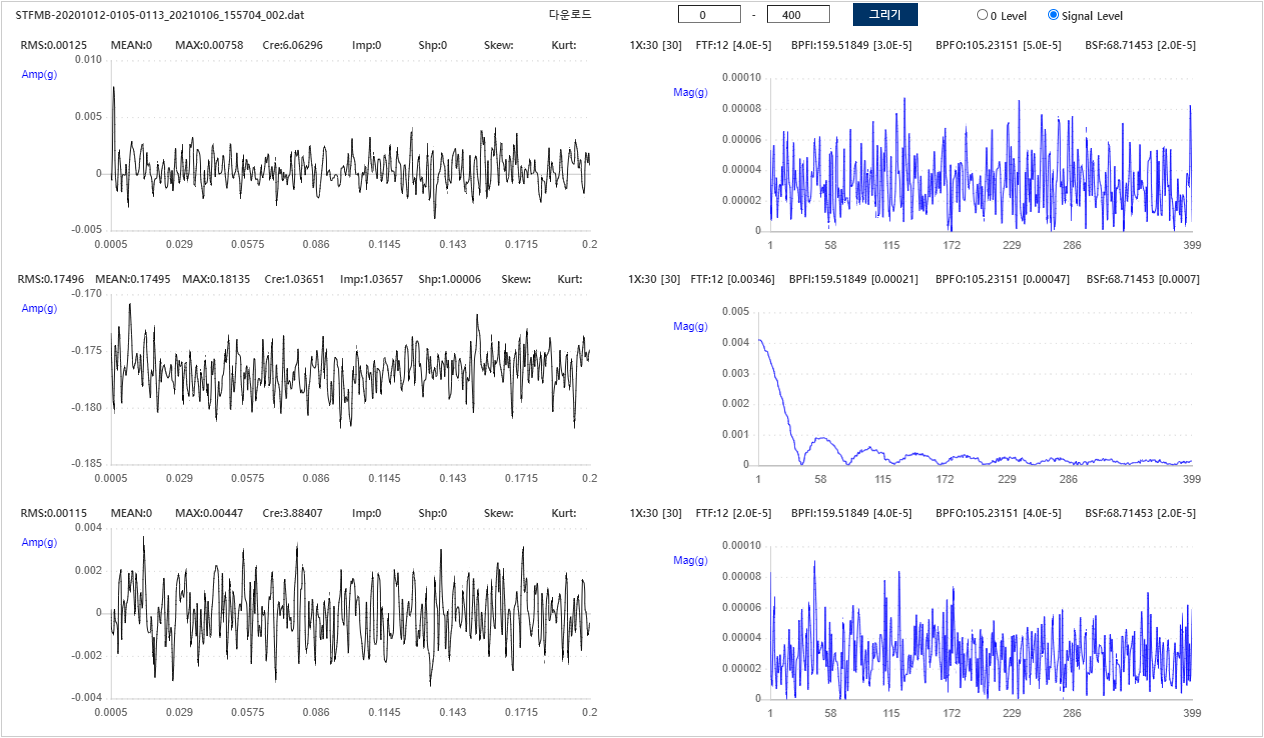 STFMB-20201012-0105-0113_20210106_155704_002.dat 다운로드 0 - 400 그리기 0 Level Signal Level
RMS:0.00125 MEAN:0 MAX:0.00758 Cre:6.06296 Imp:0 Shp:0 Skew: Kurt:
Amp(g)
0.010
0.005
0
-0.005
0.0005 0.029 0.0575 0.086 0.1145 0.143 0.1715 0.2
1X:30 [30] FTF:12 [4.0E-5] BPFI:159.51849 [3.0E-5] BPFO:105.23151 [5.0E-5] BSF:68.71453 [2.0E-5]
Mag(g)
0.00010
0.00008
0.00006
0.00004
0.00002
0
1 58 115 172 229 286 399
RMS:0.17496 MEAN:0.17495 MAX:0.18135 Cre:1.03651 Imp:1.03657 Shp:1.00006 Skew: Kurt:
Amp(g)
-0.170
-0.175
-0.180
-0.185
0.0005 0.029 0.0575 0.086 0.1145 0.143 0.1715 0.2
1X:30 [30] FTF:12 [0.00346] BPFI:159.51849 [0.00021] BPFO:105.23151 [0.00047] BSF:68.71453 [0.0007]
Mag(g)
0.005
0.004
0.003
0.002
0.001
0
1 58 115 172 229 286 399
RMS:0.00115 MEAN:0 MAX:0.00447 Cre:3.88407 Imp:0 Shp:0 Skew: Kurt:
Amp(g)
0.004
0.002
0
-0.002
-0.004
0.0005 0.029 0.0575 0.086 0.1145 0.143 0.1715 0.2
1X:30 [30] FTF:12 [2.0E-5] BPFI:159.51849 [4.0E-5] BPFO:105.23151 [4.0E-5] BSF:68.71453 [2.0E-5]
Mag(g)
0.00010
0.00008
0.00006
0.00004
0.00002
0
1 58 115 172 229 286 399